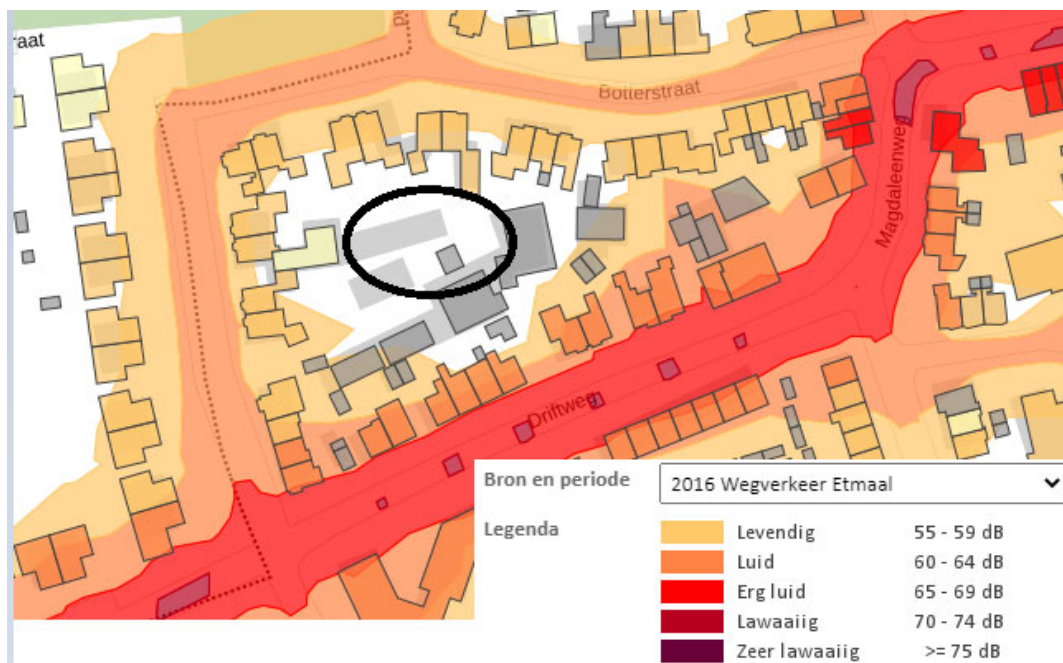 raat
Botterstraat
Magdaleenweg
Driftweg
Bron en periode 2016 Wegverkeer Etmaal
Legenda
Levendig 55 - 59 dB
Luid 60 - 64 dB
Erg luid 65 - 69 dB
Lawaaiig 70 - 74 dB
Zeer lawaaiig >= 75 dB